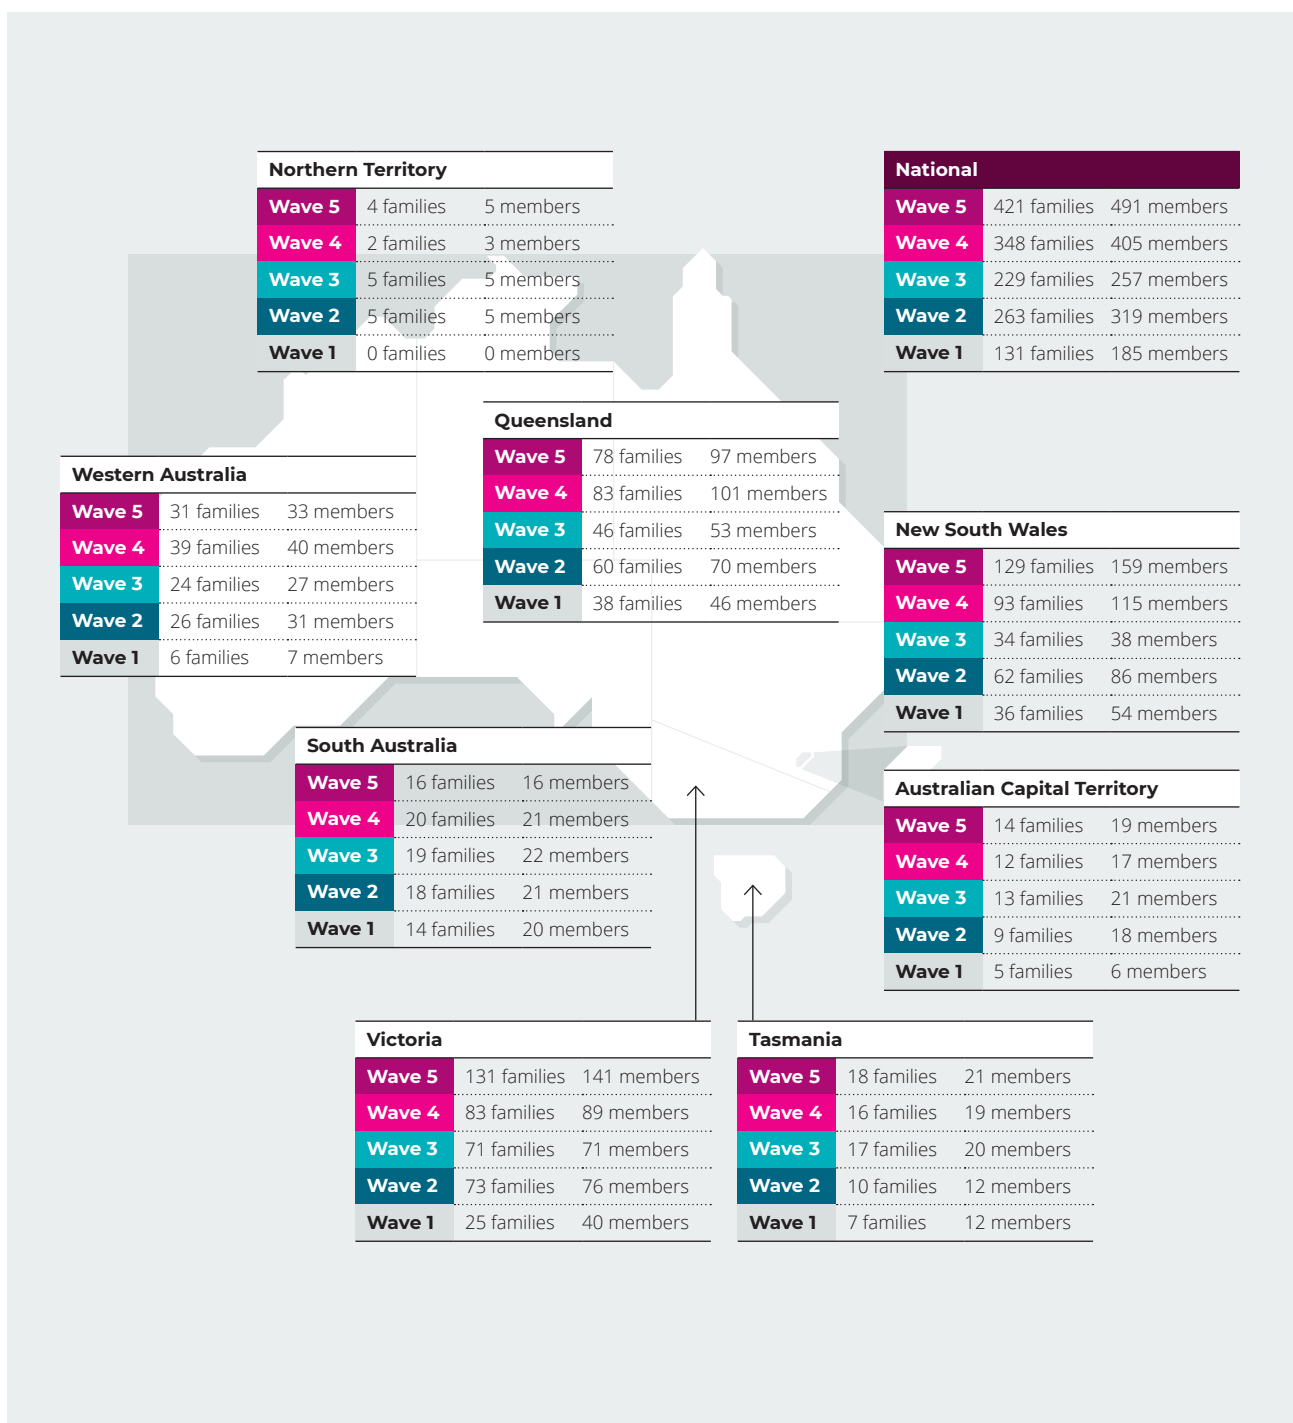 Northern Territory
Wave 5 4 families 5 members
Wave 4 2 families 3 members
Wave 3 5 families 5 members
Wave 2 5 families 5 members
Wave 1 0 families 0 members
National
Wave 5 421 families 491 members
Wave 4 348 families 405 members
Wave 3 229 families 257 members
Wave 2 263 families 319 members
Wave 1 131 families 185 members
Queensland
Wave 5 78 families 97 members
Wave 4 83 families 101 members
Wave 3 46 families 53 members
Wave 2 60 families 70 members
Wave 1 38 families 46 members
Western Australia
Wave 5 31 families 33 members
Wave 4 39 families 40 members
Wave 3 24 families 27 members
Wave 2 26 families 31 members
Wave 1 6 families 7 members
New South Wales
Wave 5 129 families 159 members
Wave 4 93 families 115 members
Wave 3 34 families 38 members
Wave 2 62 families 86 members
Wave 1 36 families 54 members
South Australia
Wave 5 16 families 16 members
Wave 4 20 families 21 members
Wave 3 19 families 22 members
Wave 2 18 families 21 members
Wave 1 14 families 20 members
Australian Capital Territory
Wave 5 14 families 19 members
Wave 4 12 families 17 members
Wave 3 13 families 21 members
Wave 2 9 families 18 members
Wave 1 5 families 6 members
Victoria
Wave 5 131 families 141 members
Wave 4 83 families 89 members
Wave 3 71 families 71 members
Wave 2 73 families 76 members
Wave 1 25 families 40 members
Tasmania
Wave 5 18 families 21 members
Wave 4 16 families 19 members
Wave 3 17 families 20 members
Wave 2 10 families 12 members
Wave 1 7 families 12 members